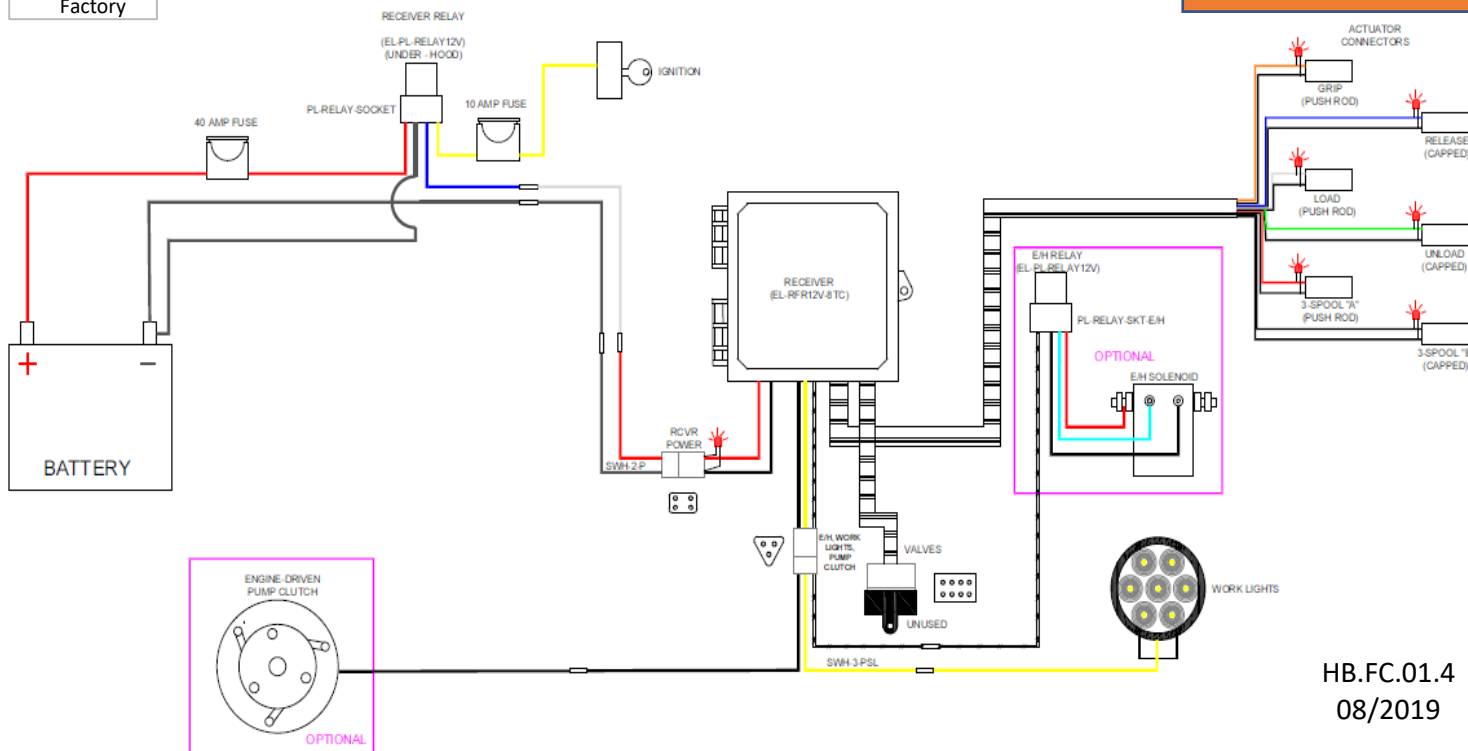 Factory
RECEIVER RELAY
(EL-PL-RELAY12V)
(UNDER - HOOD)
PL-RELAY-SOCKET
10 AMP FUSE
IGNITION
40 AMP FUSE
ACTUATOR
CONNECTORS
GRIP
(PUSH ROD)
RELEASE
(CAPPED)
LOAD
(PUSH ROD)
UNLOAD
(CAPPED)
3-SPOOL "A"
(PUSH ROD)
3-SPOOL "B
(CAPPED)
RECEIVER
(EL-RFR12V-8TC)
E/H RELAY
(EL-PL-RELAY12V)
PL-RELAY-SKT-E/H
OPTIONAL
E/H SOLENOID
+
−
BATTERY
RCVR
POWER
SWH-2-P
E/H, WORK
LIGHTS,
PUMP
CLUTCH
VALVES
UNUSED
WORK LIGHTS
ENGINE-DRIVEN
PUMP CLUTCH
OPTIONAL
SWH-3-PSL
HB.FC.01.4
08/2019